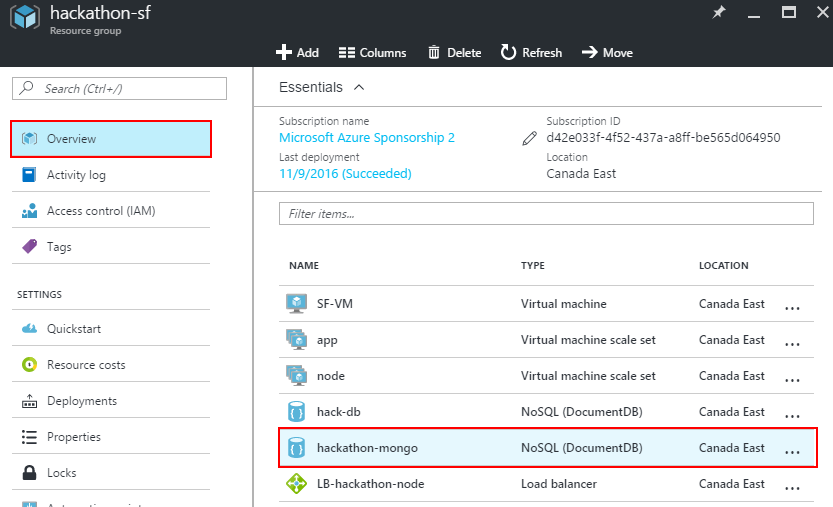 hackathon-sf
Resource group
Add Columns Delete Refresh Move
Search (Ctrl+/)
Overview
Activity log
Access control (IAM)
Tags
SETTINGS
Quickstart
Resource costs
Deployments
Properties
Locks
Essentials
Subscription name
Microsoft Azure Sponsorship 2
Last deployment
11/9/2016 (Succeeded)
Subscription ID
d42e033f-4f52-437a-a8ff-be565d064950
Location
Canada East
Filter items...
NAME TYPE LOCATION
SF-VM Virtual machine Canada East ...
app Virtual machine scale set Canada East ...
node Virtual machine scale set Canada East ...
hack-db NoSQL (DocumentDB) Canada East ...
hackathon-mongo NoSQL (DocumentDB) Canada East ...
LB-hackathon-node Load balancer Canada East ...